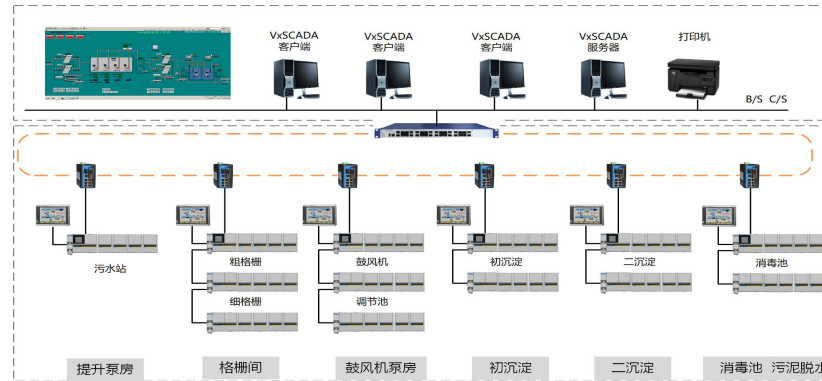 VxSCADA
客户端
VxSCADA
客户端
VxSCADA
客户端
VxSCADA
服务器
打印机
B/S C/S
污水站
粗格栅
细格栅
鼓风机
调节池
初沉淀
二沉淀
消毒池
提升泵房
格栅间
鼓风机泵房
初沉淀
二沉淀
消毒池 污泥脱水